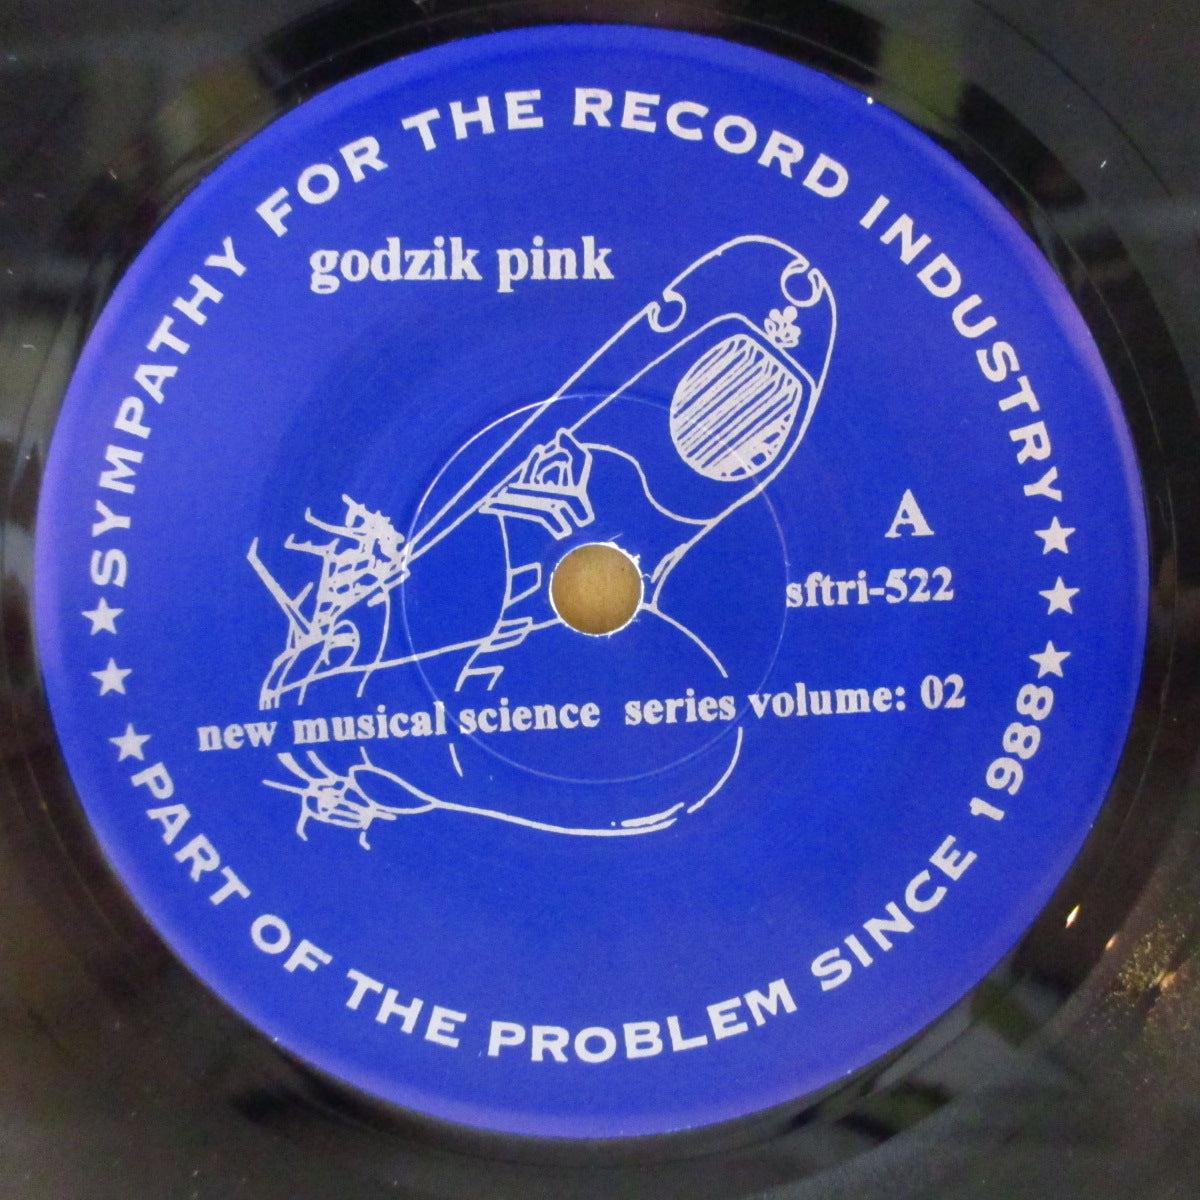 ★SYMPATHY FOR THE RECORD INDUSTRY★
★PART OF THE PROBLEM SINCE 1988★
godzik pink
A
sftri-522
new musical science series volume: 02